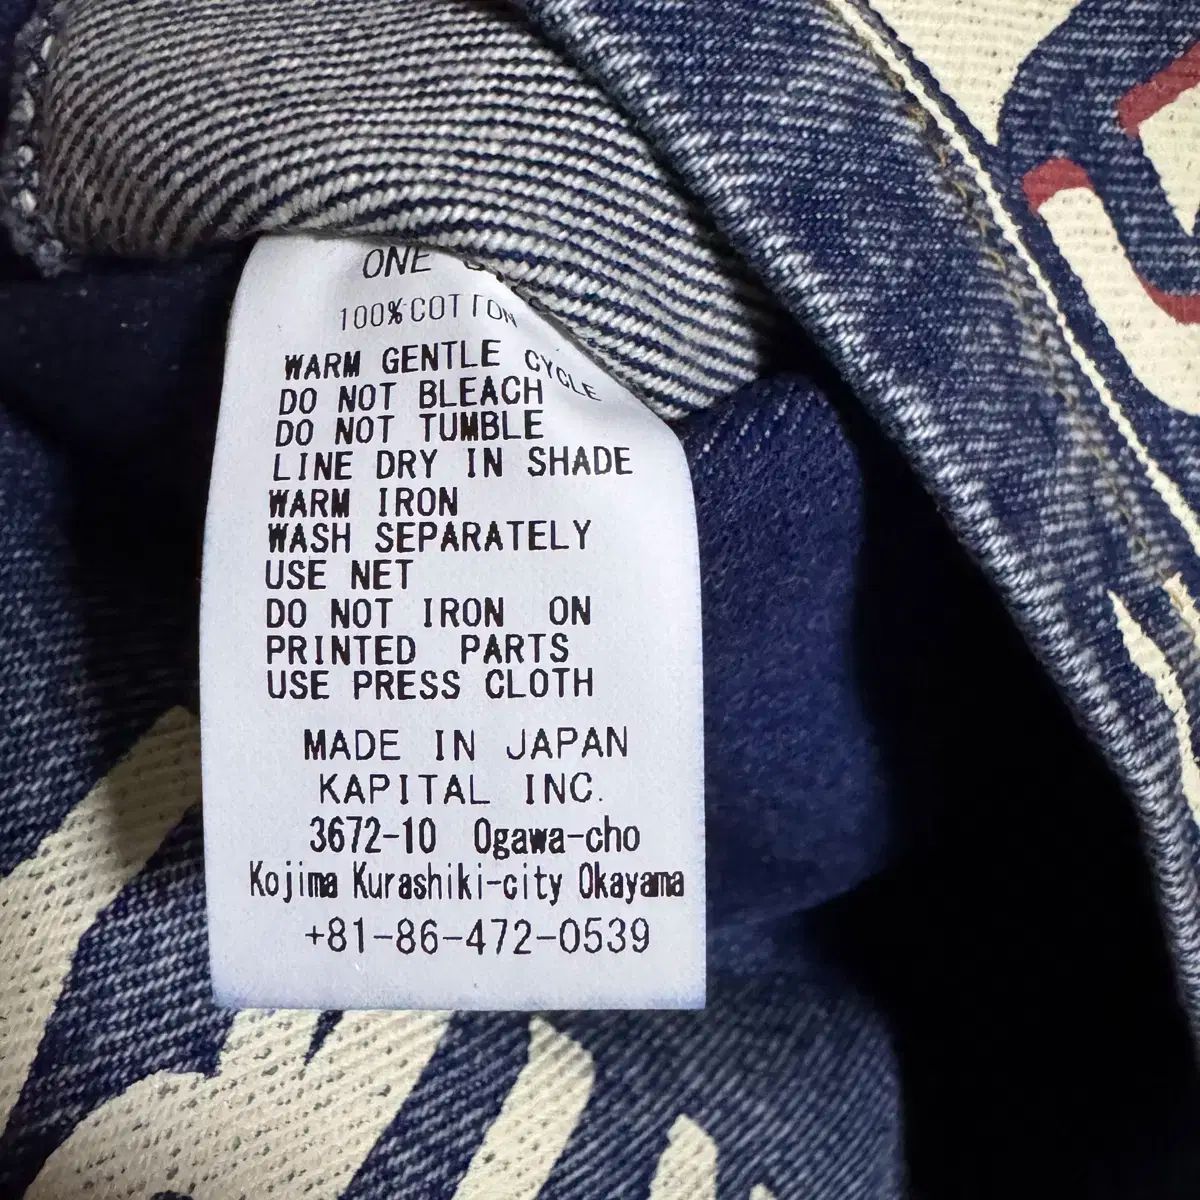 ONE
100%COTTON
WARM GENTLE CYCLE
DO NOT BLEACH
DO NOT TUMBLE
LINE DRY IN SHADE
WARM IRON
WASH SEPARATELY
USE NET
DO NOT IRON ON
PRINTED PARTS
USE PRESS CLOTH
MADE IN JAPAN
KAPITAL INC.
3672-10 Ogawa-cho
Kojima Kurashiki-city Okayama
+81-86-472-0539